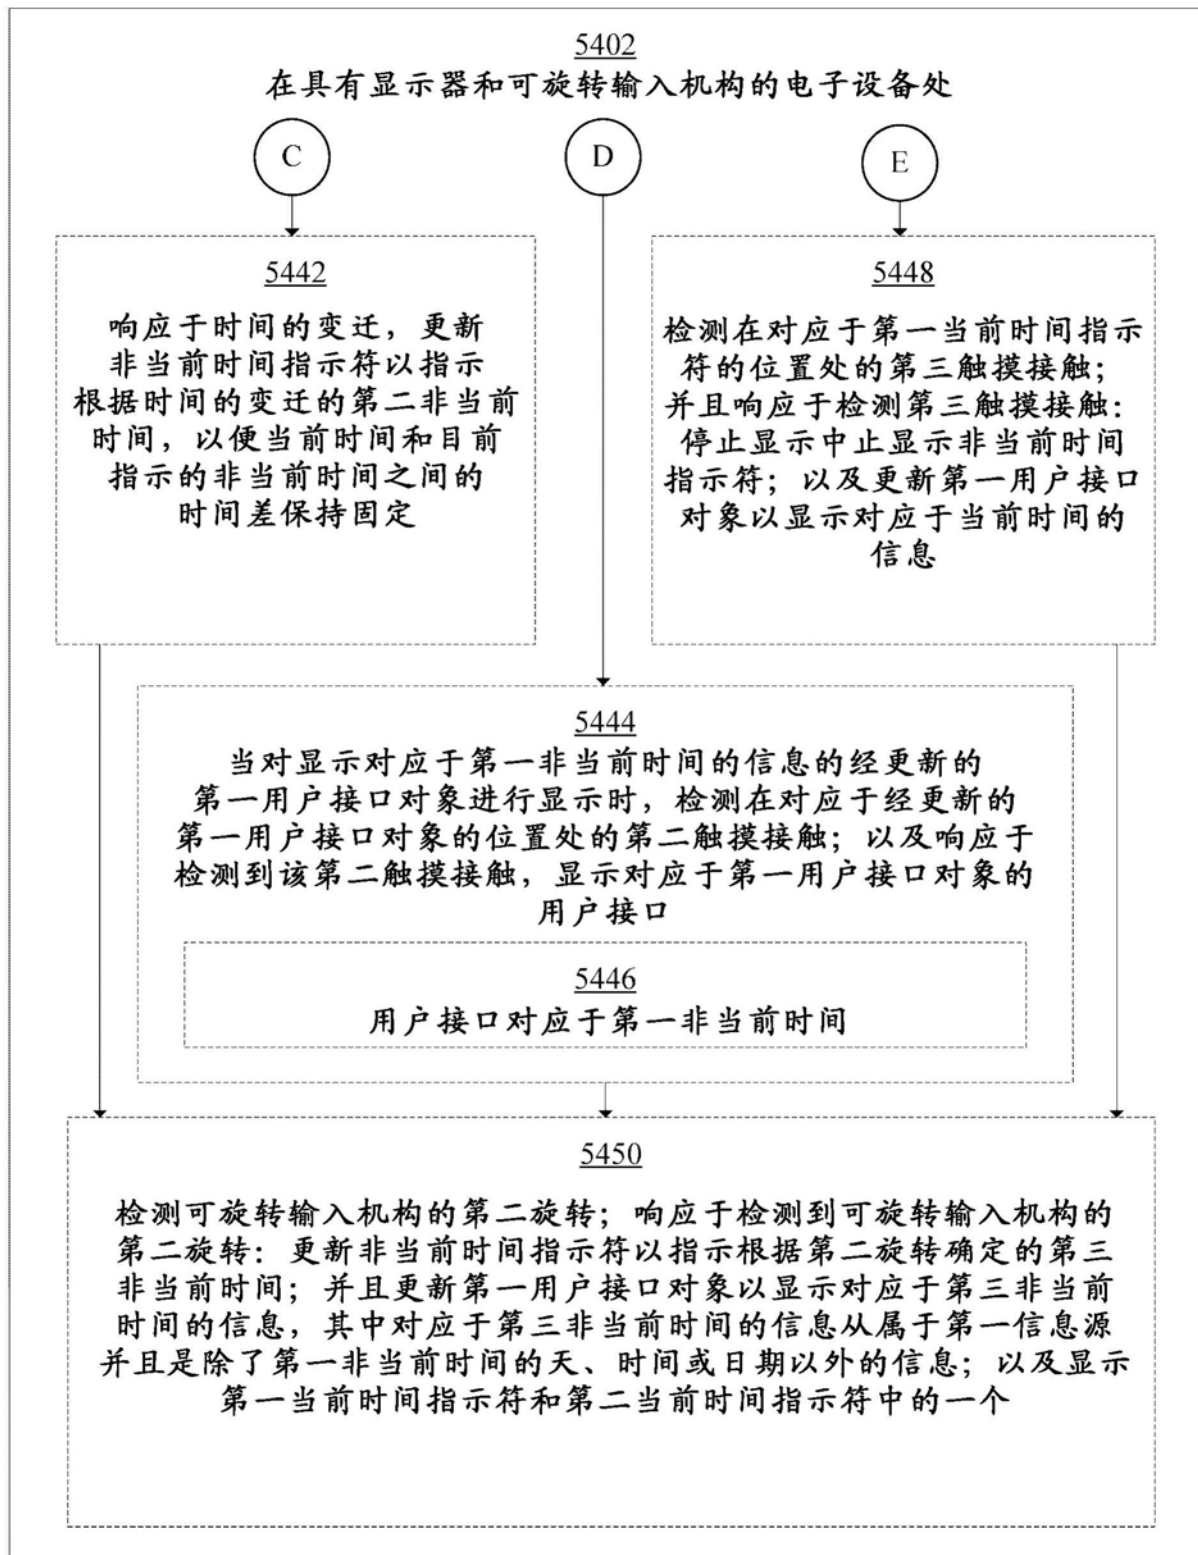 5402
在具有显示器和可旋转输入机构的电子设备处
C
D
E
5442
响应于时间的变迁，更新
非当前时间指示符以指示
根据时间的变迁的第二非当前
时间，以便当前时间和目前
指示的非当前时间之间的
时间差保持固定
5448
检测在对应于第一当前时间指示
符的位置处的第三触摸接触；
并且响应于检测第三触摸接触：
停止显示中止显示非当前时间
指示符；以及更新第一用户接口
对象以显示对应于当前时间的
信息
5444
当对显示对应于第一非当前时间的信息的经更新的
第一用户接口对象进行显示时，检测在对应于经更新的
第一用户接口对象的位置处的第二触摸接触；以及响应于
检测到该第二触摸接触，显示对应于第一用户接口对象的
用户接口
5446
用户接口对应于第一非当前时间
5450
检测可旋转输入机构的第二旋转；响应于检测到可旋转输入机构的
第二旋转：更新非当前时间指示符以指示根据第二旋转确定的第三
非当前时间；并且更新第一用户接口对象以显示对应于第三非当前
时间的信息，其中对应于第三非当前时间的信息从属于第一信息源
并且是除了第一非当前时间的天、时间或日期以外的信息；以及显示
第一当前时间指示符和第二当前时间指示符中的一个